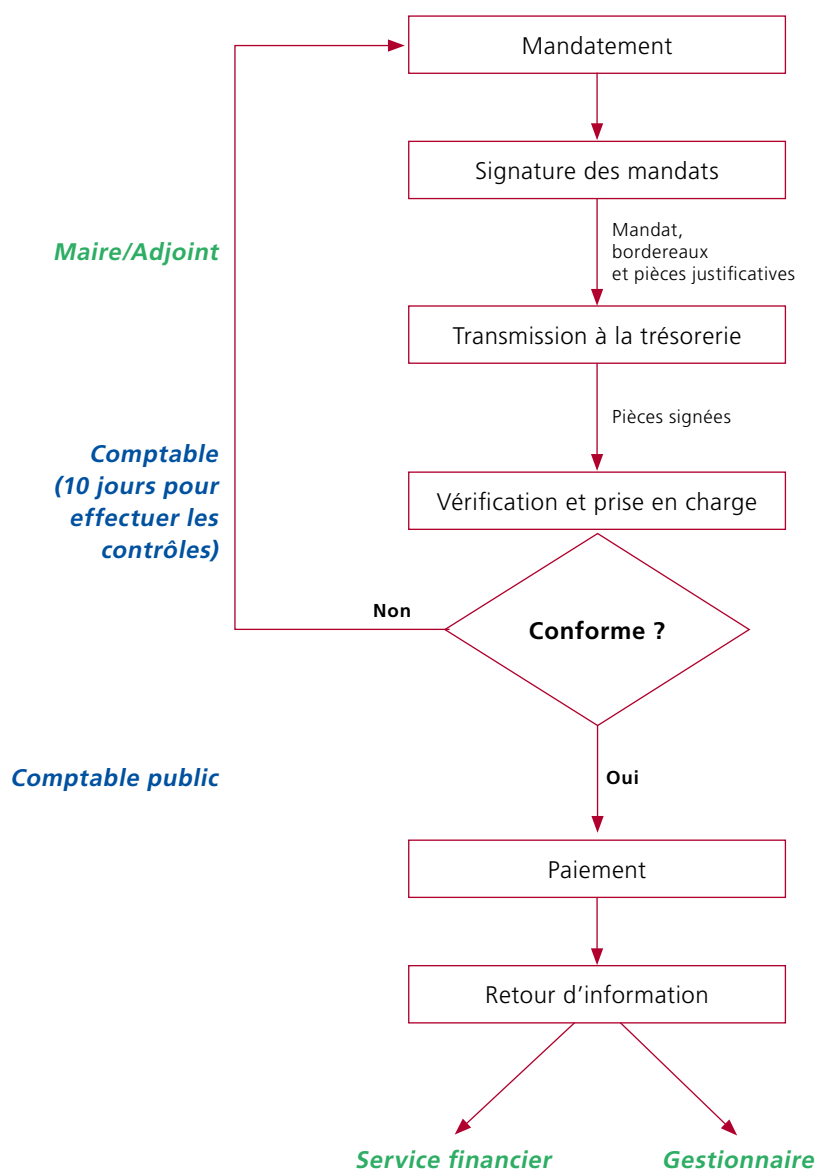 Mandatement
Signature des mandats
Maire/Adjoint
Mandat,
bordereaux
et pièces justificatives
Transmission à la trésorerie
Pièces signées
Comptable
(10 jours pour
effectuer les
contrôles)
Vérification et prise en charge
Non
Conforme ?
Comptable public
Oui
Paiement
Retour d’information
Service financier
Gestionnaire